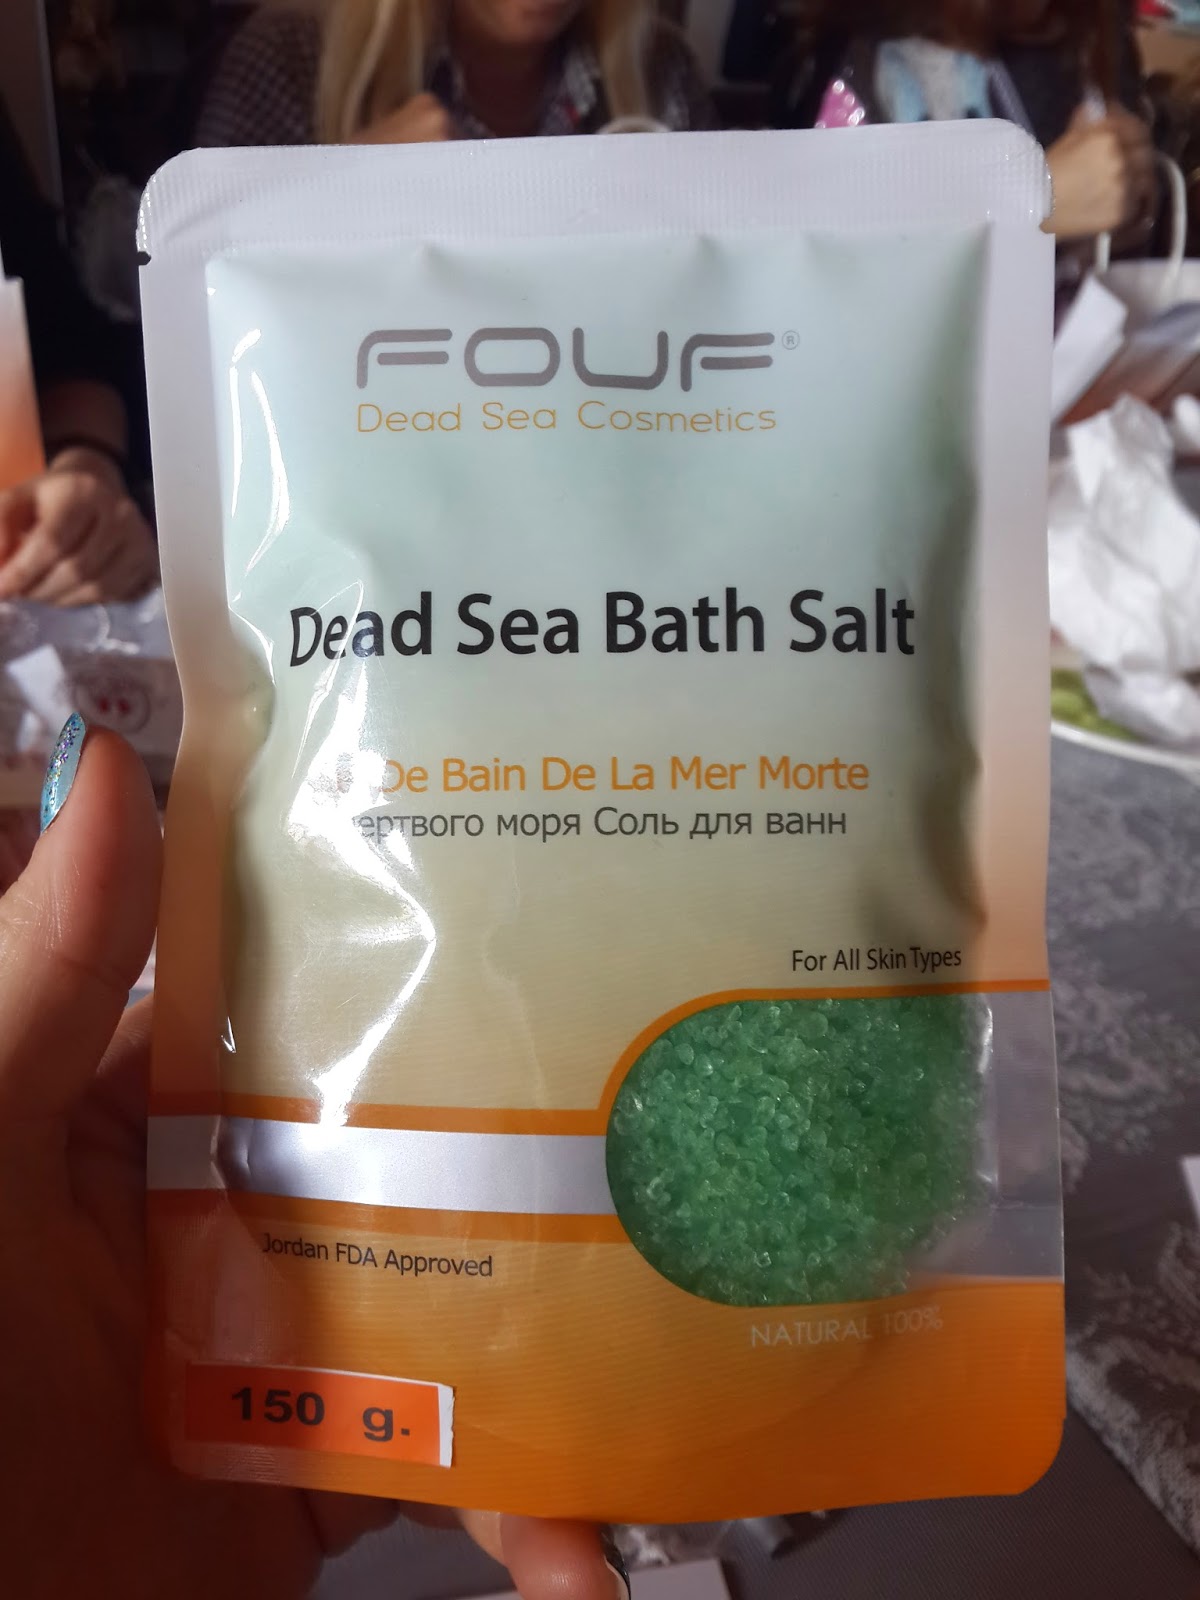 FOUF®
Dead Sea Cosmetics
Dead Sea Bath Salt
De Bain De La Mer Morte
моря Соль для ванн
For All Skin Types
Jordan FDA Approved
NATURAL 100%
150 g.